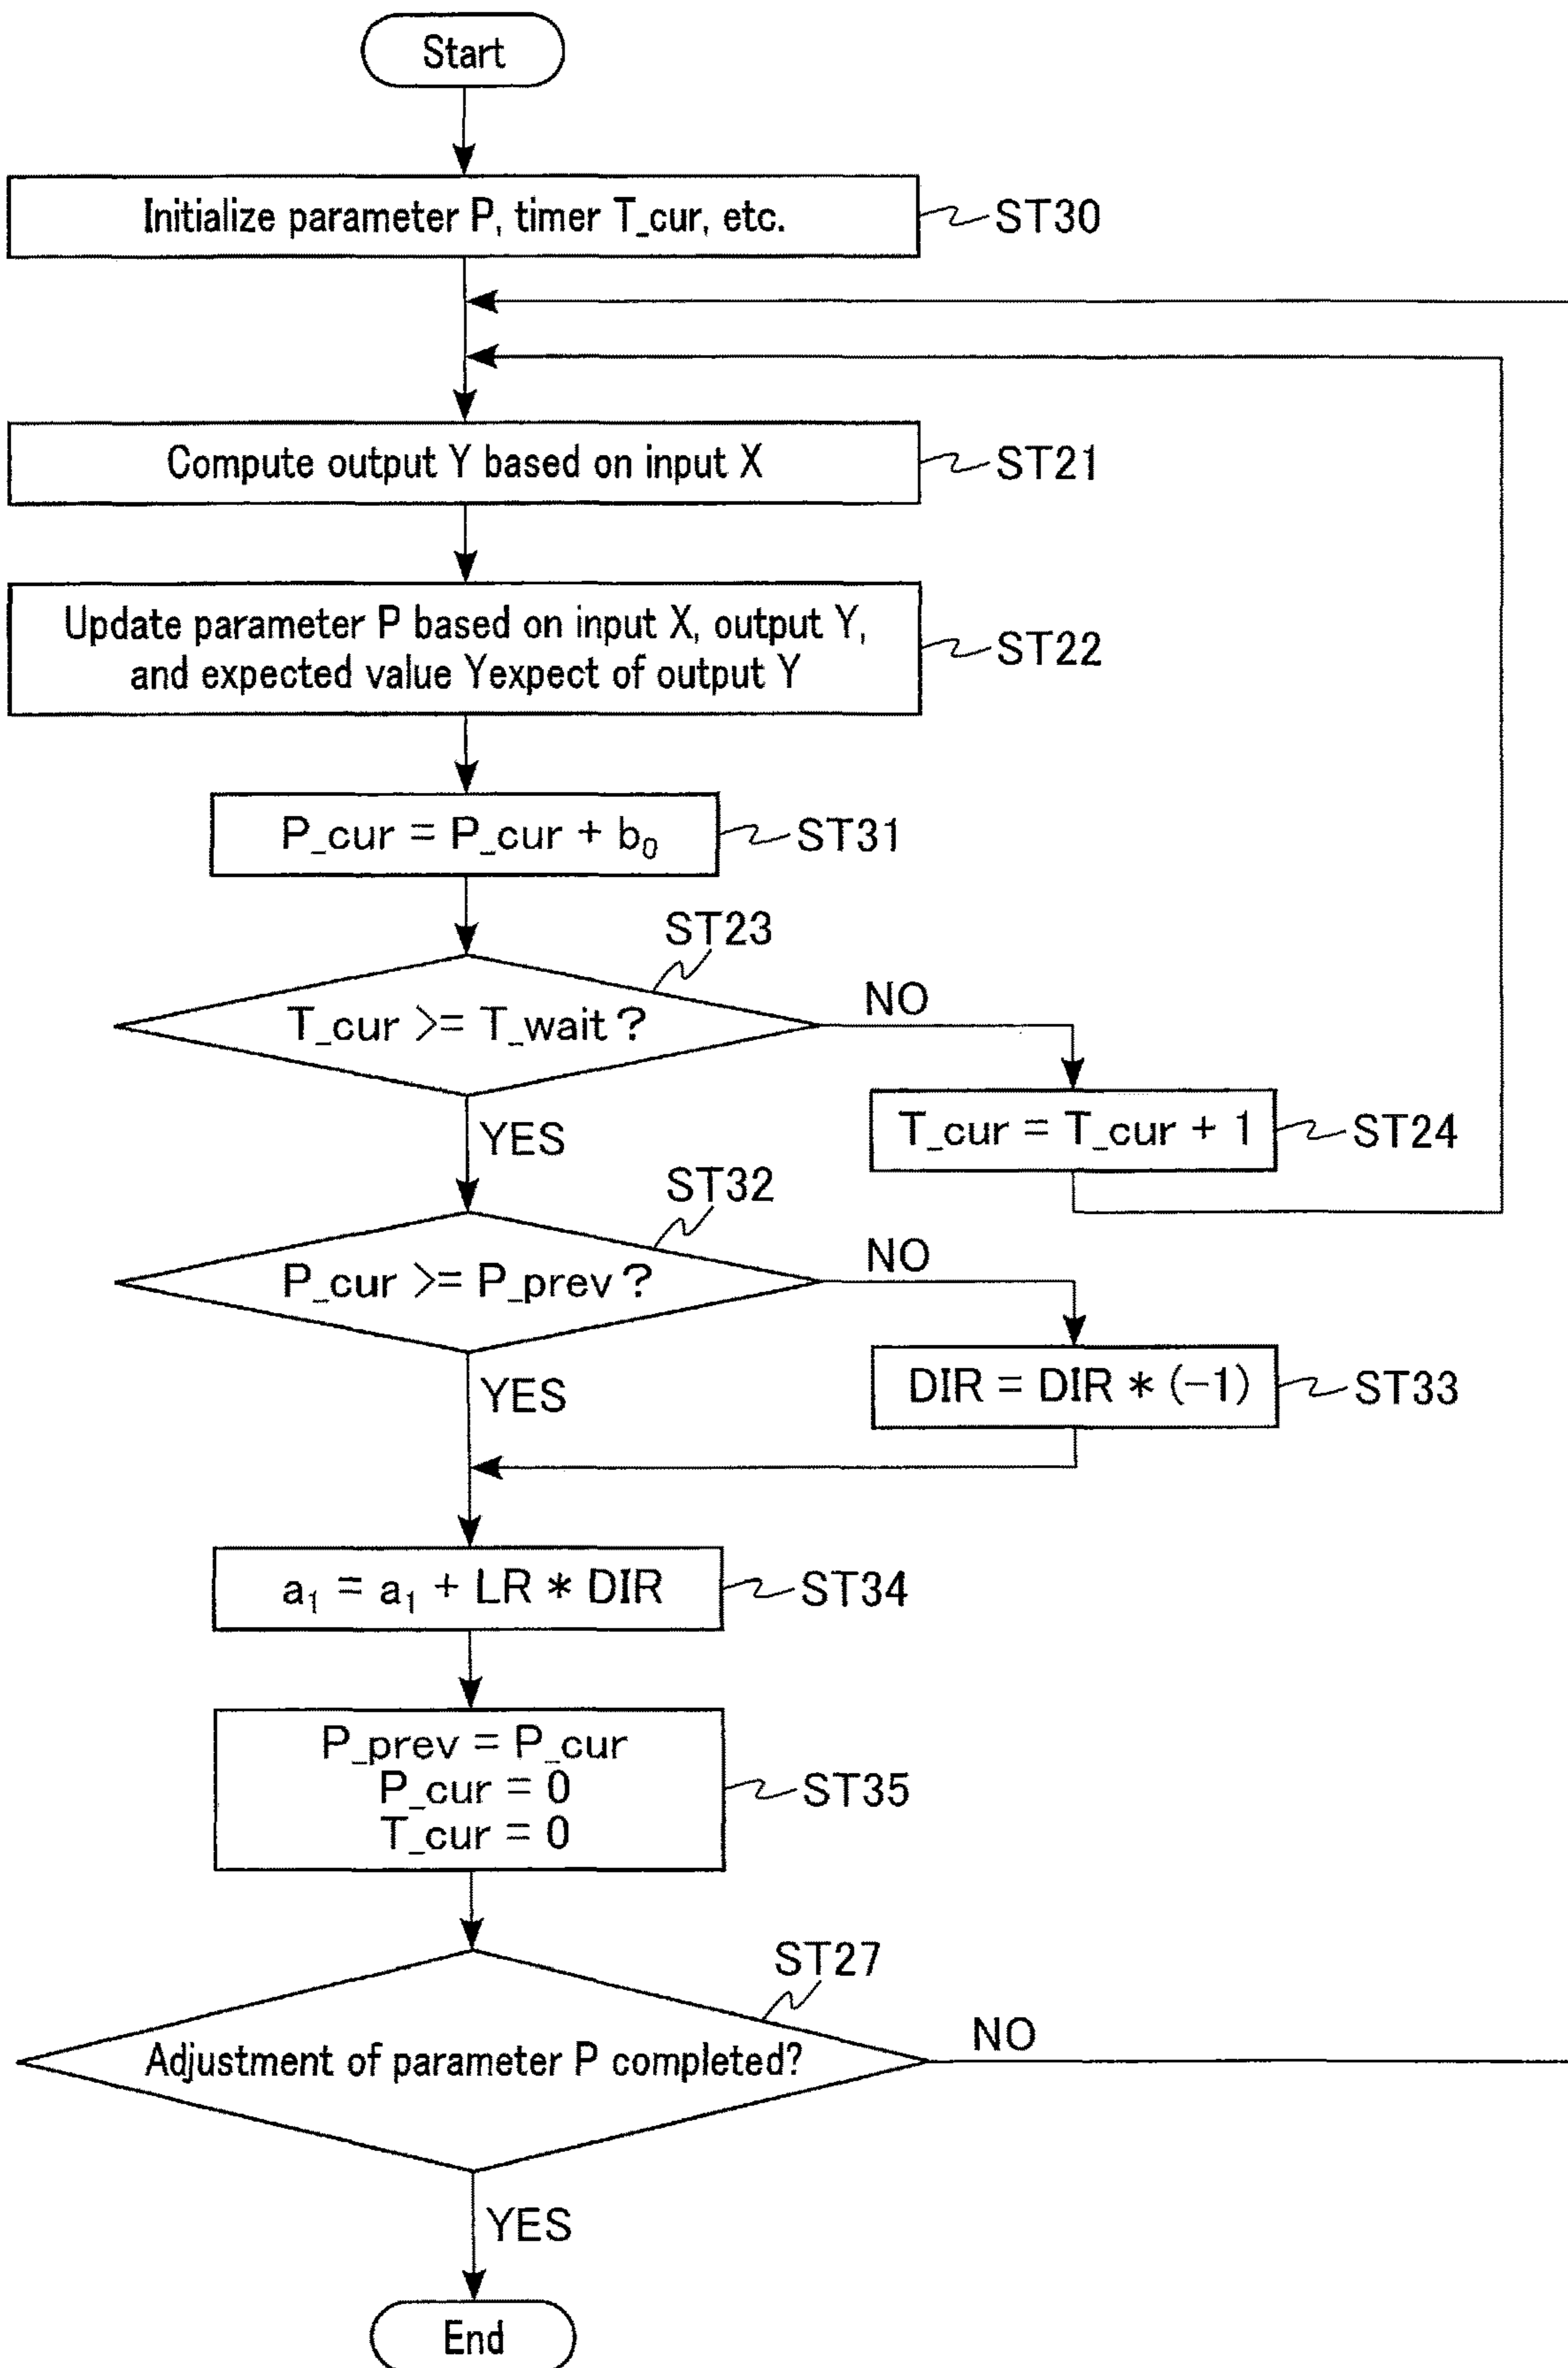 Start
Initialize parameter P, timer T_cur, etc.
ST30
Compute output Y based on input X
ST21
Update parameter P based on input X, output Y,
and expected value Yexpect of output Y
ST22
P_cur = P_cur + b₀
ST31
ST23
T_cur >= T_wait?
NO
YES
T_cur = T_cur + 1
ST24
ST32
P_cur >= P_prev?
NO
YES
DIR = DIR * (-1)
ST33
a₁ = a₁ + LR * DIR
ST34
P_prev = P_cur
P_cur = 0
T_cur = 0
ST35
ST27
Adjustment of parameter P completed?
NO
YES
End